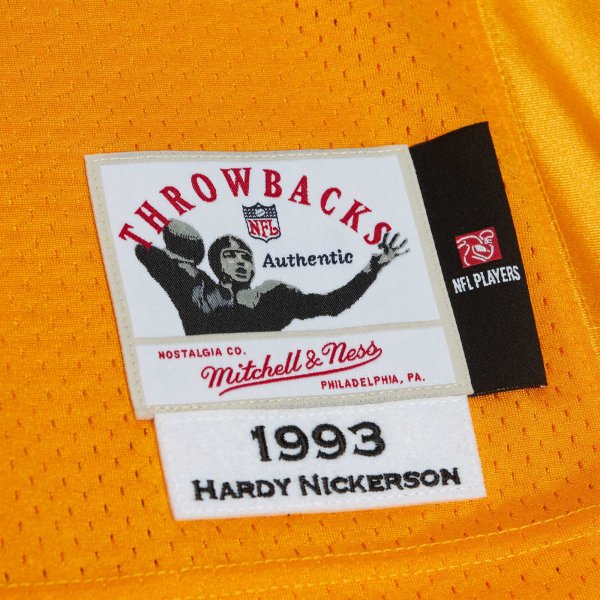 THROWBACKS
NFL
Authentic
NFL PLAYERS
NOSTALGIA CO.
Mitchell & Ness
PHILADELPHIA, PA.
1993
HARDY NICKERSON